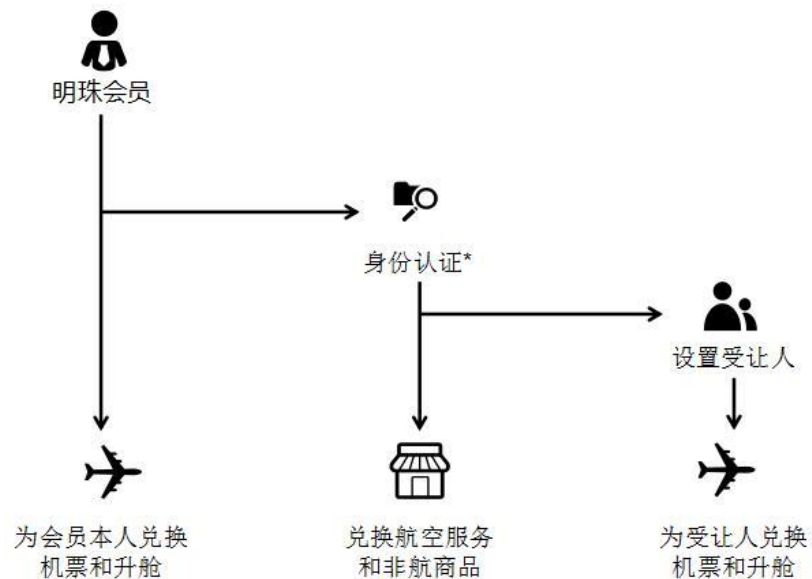 明珠会员
身份认证*
设置受让人
为会员本人兑换
机票和升舱
兑换航空服务
和非航商品
为受让人兑换
机票和升舱